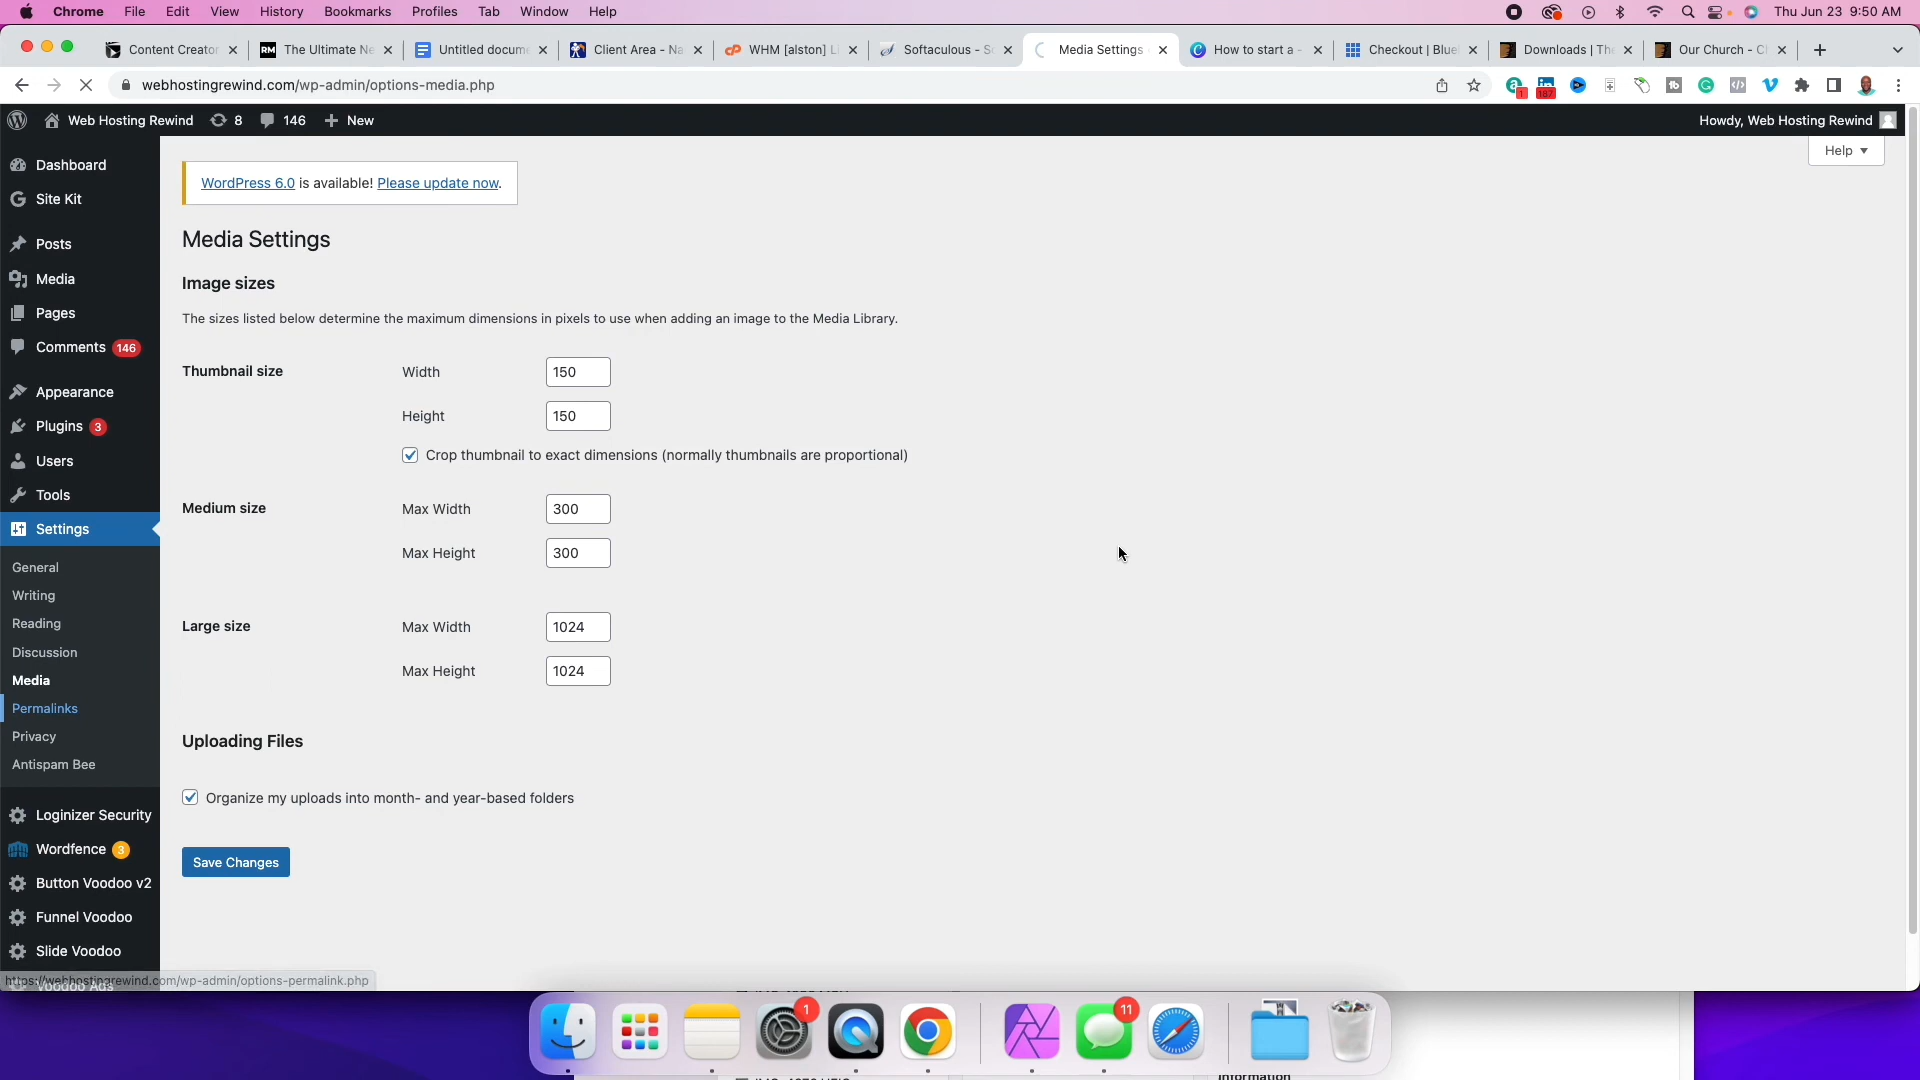 Chrome File Edit View History Bookmarks Profiles Tab Window Help Thu Jun 23 9:50 AM
Content Creator The Ultimate Ne Untitled docume Client Area - Na WHM [alston] Li Softaculous - S Media Settings How to start a - Checkout | Blue Downloads | The Our Church - C
webhostingrewind.com/wp-admin/options-media.php 1 187
Web Hosting Rewind 8 146 New Howdy, Web Hosting Rewind
Help
Dashboard
Site Kit
Posts
Media
Pages
Comments 146
Appearance
Plugins 3
Users
Tools
Settings
General
Writing
Reading
Discussion
Media
Permalinks
Privacy
Antispam Bee
Loginizer Security
Wordfence 3
Button Voodoo v2
Funnel Voodoo
Slide Voodoo
Voodoo Ads
https://webhostingrewind.com/wp-admin/options-permalink.php
WordPress 6.0 is available! Please update now.
Media Settings
Image sizes
The sizes listed below determine the maximum dimensions in pixels to use when adding an image to the Media Library.
Thumbnail size Width 150
Height 150
Crop thumbnail to exact dimensions (normally thumbnails are proportional)
Medium size Max Width 300
Max Height 300
Large size Max Width 1024
Max Height 1024
Uploading Files
Organize my uploads into month- and year-based folders
Save Changes
1 11
Information